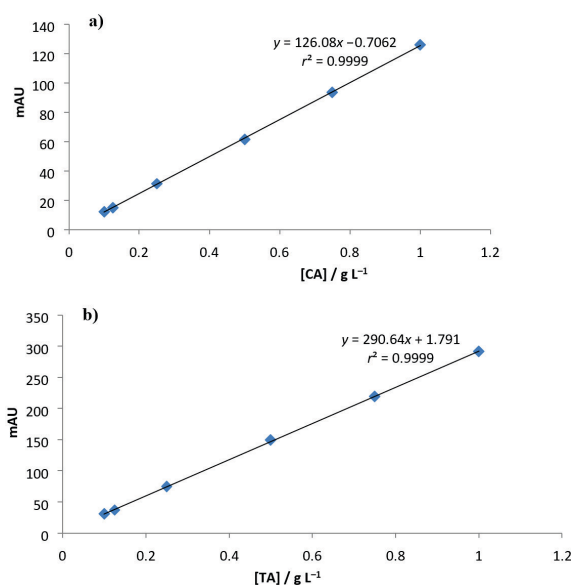 a)
y = 126.08x − 0.7062
r² = 0.9999
mAU
140
120
100
80
60
40
20
0
0 0.2 0.4 0.6 0.8 1 1.2
[CA] / g L⁻¹
b)
y = 290.64x + 1.791
r² = 0.9999
mAU
350
300
250
200
150
100
50
0
0 0.2 0.4 0.6 0.8 1 1.2
[TA] / g L⁻¹